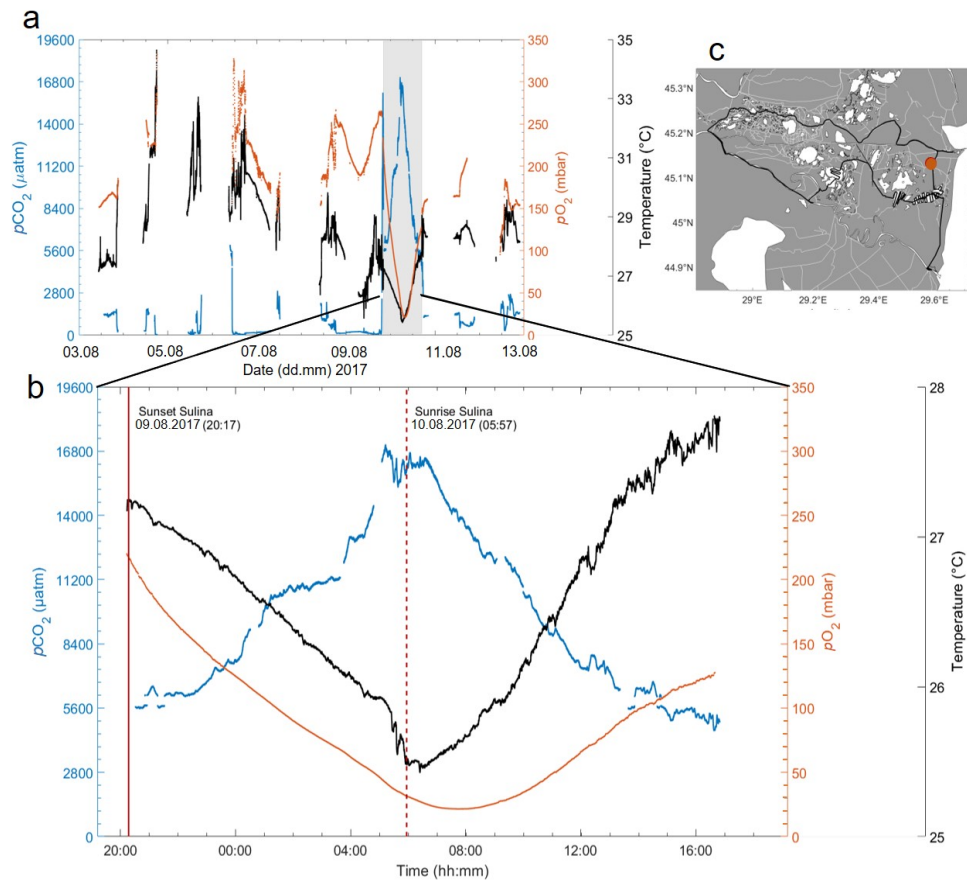 a
19600
16800
14000
11200
8400
5600
2800
0
pCO2 (µatm)
350
300
250
200
150
100
50
0
pO2 (mbar)
35
33
31
29
27
25
Temperature (°C)
03.08 05.08 07.08 09.08 11.08 13.08
Date (dd.mm) 2017
c
45.3°N
45.2°N
45.1°N
45°N
44.9°N
29°E 29.2°E 29.4°E 29.6°E
b
19600
16800
14000
11200
8400
5600
2800
0
pCO2 (µatm)
Sunset Sulina
09.08.2017 (20:17)
Sunrise Sulina
10.08.2017 (05:57)
350
300
250
200
150
100
50
0
pO2 (mbar)
28
27
26
25
Temperature (°C)
20:00 00:00 04:00 08:00 12:00 16:00
Time (hh:mm)